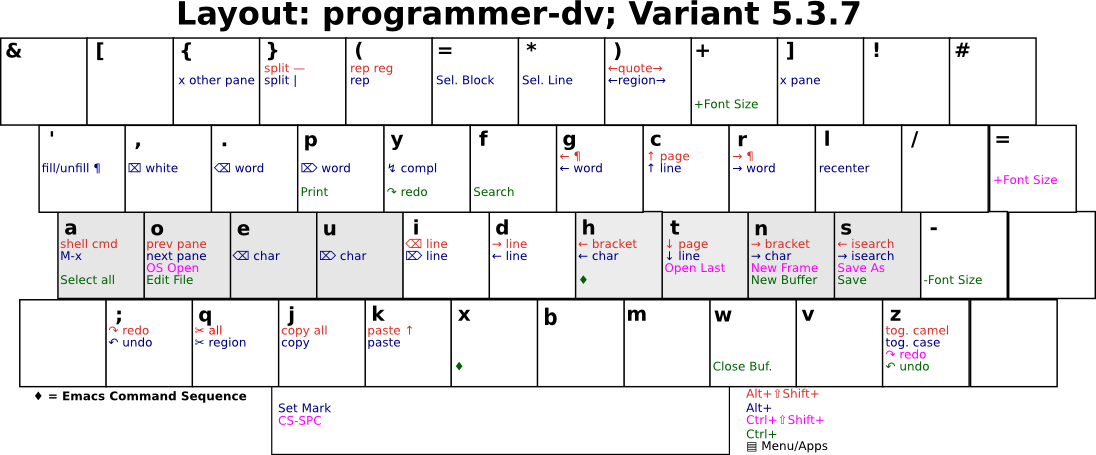 Layout: programmer-dv; Variant 5.3.7
& [ { } ( = * ) + ] ! #
split — rep reg ←quote→
x other pane split | rep Sel. Block Sel. Line ←region→ x pane
+Font Size
' , . p y f g c r l / =
← ¶ ↑ page → ¶
fill/unfill ¶ ⌧ white ⌫ word ⌦ word ↯ compl ← word ↑ line → word recenter
+Font Size
Print ↷ redo Search
a o e u i d h t n s -
shell cmd prev pane ⌫ line → line ← bracket ↓ page → bracket ← isearch
M-x next pane ⌫ char ⌦ char ⌦ line ← line ← char ↓ line → char → isearch
OS Open Open Last New Frame Save As
Select all Edit File ♦ New Buffer Save -Font Size
; q j k x b m w v z
↷ redo ✂ all copy all paste ↑ tog. camel
↶ undo ✂ region copy paste tog. case
↷ redo
♦ Close Buf. ↶ undo
♦ = Emacs Command Sequence Alt+⇧Shift+
Set Mark Alt+
CS-SPC Ctrl+⇧Shift+
Ctrl+
▤ Menu/Apps